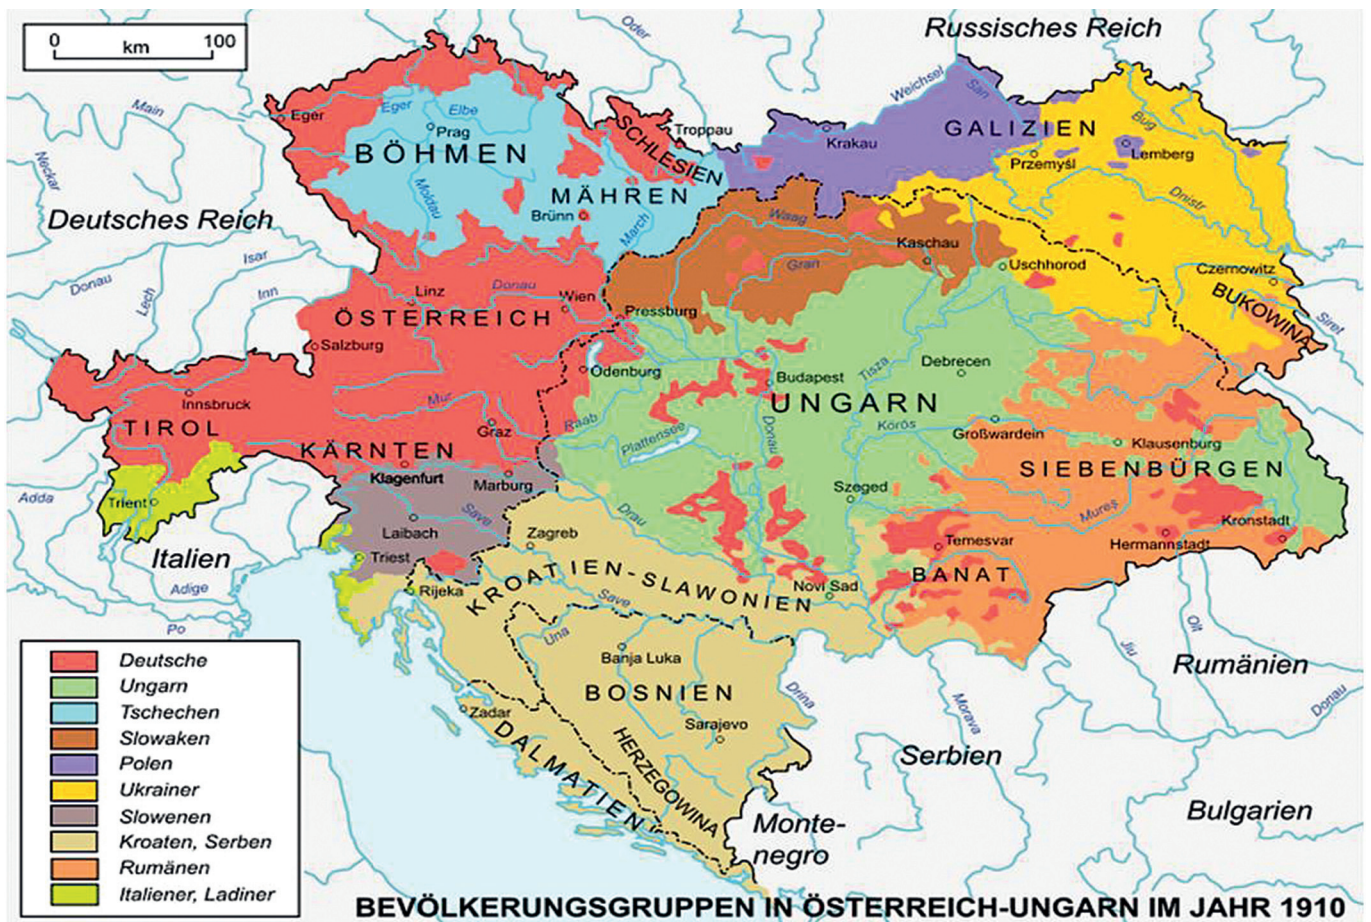 0 km 100
Russisches Reich
Oder
Weichsel
San
Main
Eger
Eger
Elbe
Prag
BÖHMEN
SCHLESIEN
Troppau
Krakau
GALIZIEN
Bug
Przemyśl
Lemberg
Neckar
Moldau
MÄHREN
Brünn
March
Dnistr
Deutsches Reich
Waag
Kaschau
Gran
Uschhorod
Czernowitz
BUKOWINA
Siret
Donau
Lech
Isar
Inn
Linz
Donau
Wien
ÖSTERREICH
Pressburg
Salzburg
Ödenburg
Budapest
Tisza
Debrecen
UNGARN
Innsbruck
TIROL
Mur
Graz
Raab
Plattensee
Donau
Körös
Großwardein
Klausenburg
KÄRNTEN
Klagenfurt
Marburg
SIEBENBÜRGEN
Adda
Trient
Szeged
Mureș
Kronstadt
Laibach
Save
Drau
Zagreb
Temesvar
Hermannstadt
Italien
Triest
Adige
Rijeka
KROATIEN-SLAWONIEN
Novi Sad
BANAT
Po
Save
Una
Banja Luka
BOSNIEN
Drina
Sarajevo
Zadar
DALMATIEN
HERZEGOWINA
Morava
Jiu
Olt
Rumänien
Donau
Serbien
Bulgarien
Monte-
negro
Deutsche
Ungarn
Tschechen
Slowaken
Polen
Ukrainer
Slowenen
Kroaten, Serben
Rumänen
Italiener, Ladiner
BEVÖLKERUNGSGRUPPEN IN ÖSTERREICH-UNGARN IM JAHR 1910